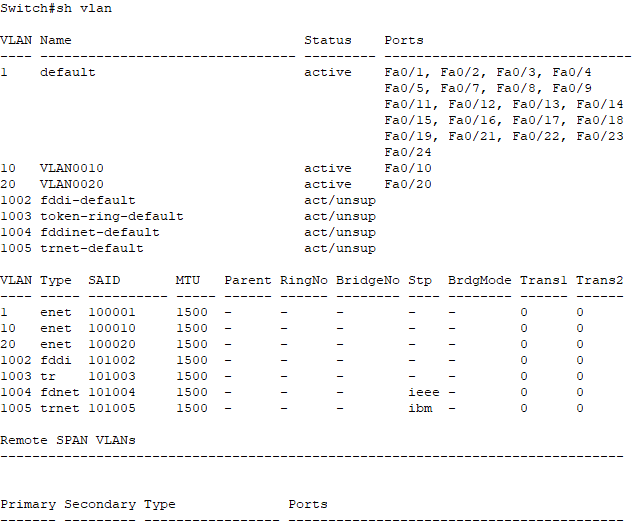 Switch#sh vlan
VLAN Name                             Status    Ports
---- -------------------------------- --------- -------------------------------
1    default                          active    Fa0/1, Fa0/2, Fa0/3, Fa0/4
                                                Fa0/5, Fa0/7, Fa0/8, Fa0/9
                                                Fa0/11, Fa0/12, Fa0/13, Fa0/14
                                                Fa0/15, Fa0/16, Fa0/17, Fa0/18
                                                Fa0/19, Fa0/21, Fa0/22, Fa0/23
                                                Fa0/24
10   VLAN0010                         active    Fa0/10
20   VLAN0020                         active    Fa0/20
1002 fddi-default                     act/unsup
1003 token-ring-default               act/unsup
1004 fddinet-default                  act/unsup
1005 trnet-default                    act/unsup
VLAN Type  SAID       MTU   Parent RingNo BridgeNo Stp  BrdgMode Trans1 Trans2
---- ----- ---------- ----- ------ ------ -------- ---- -------- ------ ------
1    enet  100001     1500  -      -      -        -    -        0      0
10   enet  100010     1500  -      -      -        -    -        0      0
20   enet  100020     1500  -      -      -        -    -        0      0
1002 fddi  101002     1500  -      -      -        -    -        0      0
1003 tr    101003     1500  -      -      -        -    -        0      0
1004 fdnet 101004     1500  -      -      -        ieee -        0      0
1005 trnet 101005     1500  -      -      -        ibm  -        0      0
Remote SPAN VLANs
------------------------------------------------------------------------------
Primary Secondary Type              Ports
------- --------- ----------------- ------------------------------------------